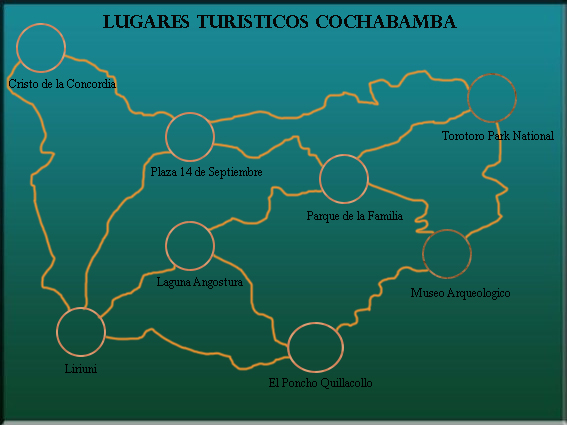 LUGARES TURISTICOS COCHABAMBA
Cristo de la Concordia
Torotoro Park National
Plaza 14 de Septiembre
Parque de la Familia
Laguna Angostura
Museo Arqueologico
Liriuni
El Poncho Quillacollo